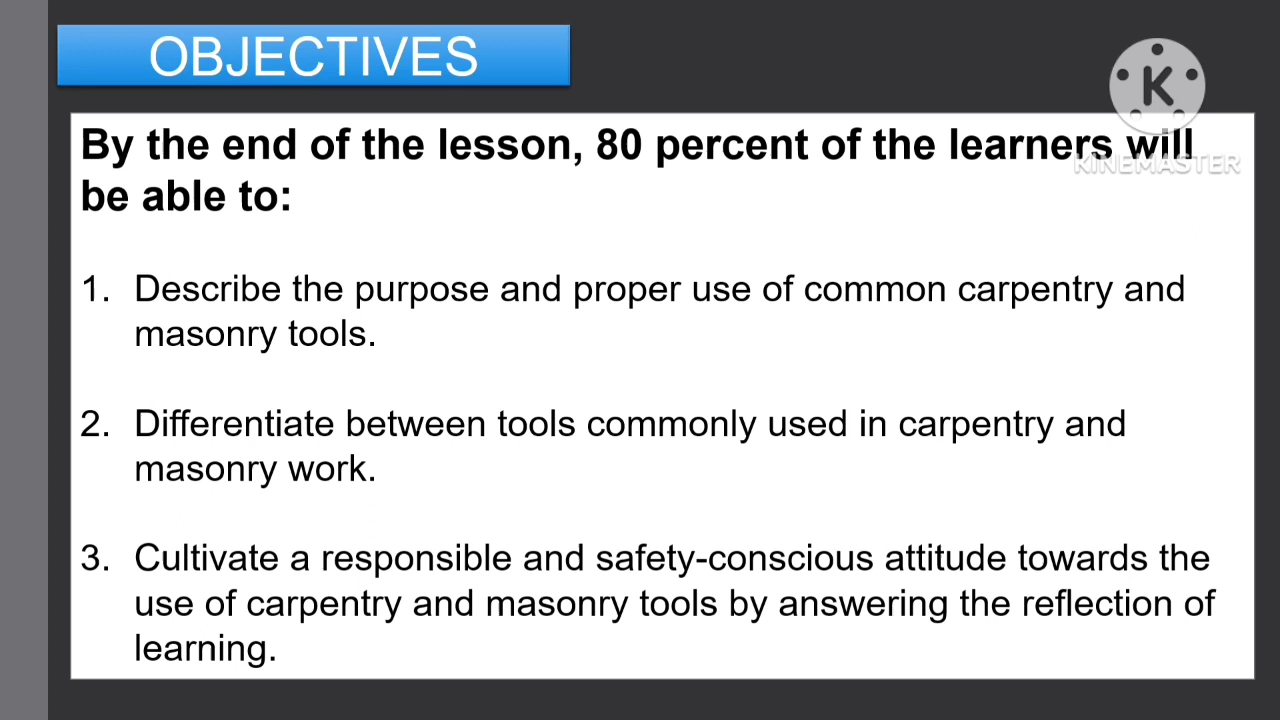 OBJECTIVES
K
KINEMASTER
By the end of the lesson, 80 percent of the learners will
be able to:
1. Describe the purpose and proper use of common carpentry and
masonry tools.
2. Differentiate between tools commonly used in carpentry and
masonry work.
3. Cultivate a responsible and safety-conscious attitude towards the
use of carpentry and masonry tools by answering the reflection of
learning.